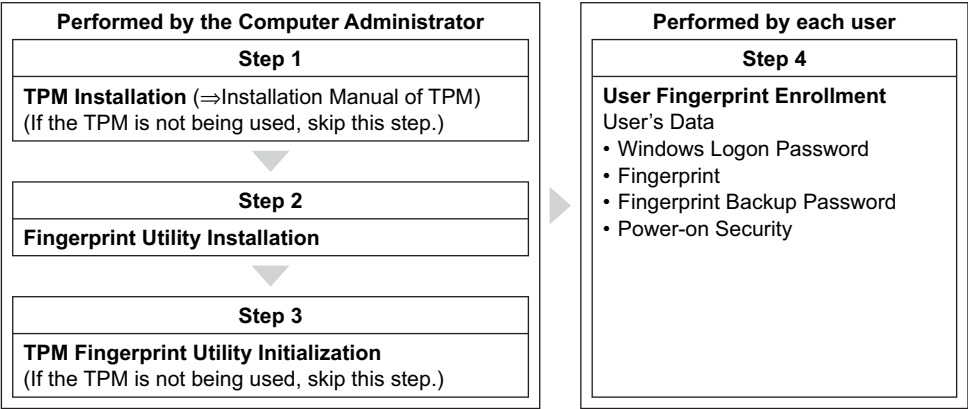 Performed by the Computer Administrator
Step 1
TPM Installation (⇒Installation Manual of TPM)
(If the TPM is not being used, skip this step.)
Step 2
Fingerprint Utility Installation
Step 3
TPM Fingerprint Utility Initialization
(If the TPM is not being used, skip this step.)
Performed by each user
Step 4
User Fingerprint Enrollment
User's Data
• Windows Logon Password
• Fingerprint
• Fingerprint Backup Password
• Power-on Security